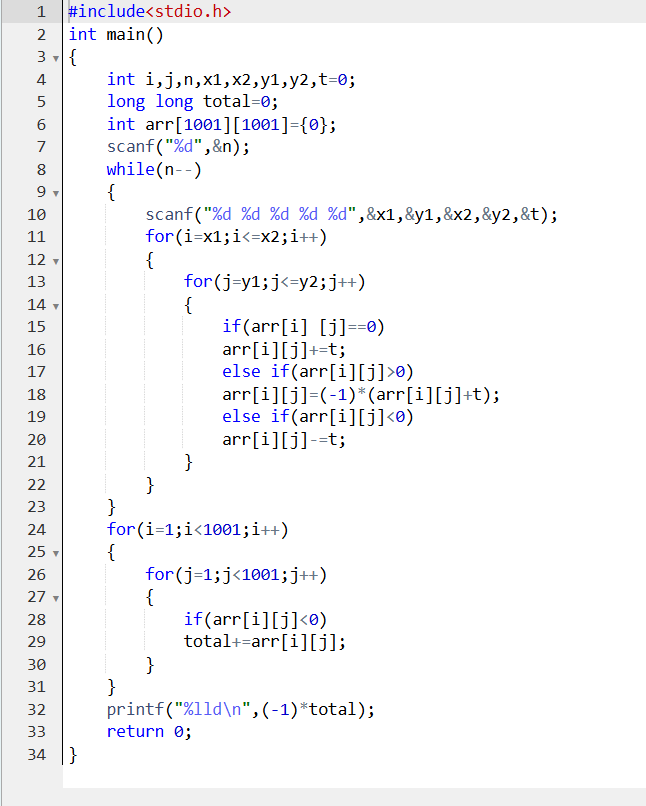 1 #include<stdio.h>
2 int main()
3 {
4 int i,j,n,x1,x2,y1,y2,t=0;
5 long long total=0;
6 int arr[1001][1001]={0};
7 scanf("%d",&n);
8 while(n--)
9 {
10 scanf("%d %d %d %d %d",&x1,&y1,&x2,&y2,&t);
11 for(i=x1;i<=x2;i++)
12 {
13 for(j=y1;j<=y2;j++)
14 {
15 if(arr[i] [j]==0)
16 arr[i][j]+=t;
17 else if(arr[i][j]>0)
18 arr[i][j]=(-1)*(arr[i][j]+t);
19 else if(arr[i][j]<0)
20 arr[i][j]-=t;
21 }
22 }
23 }
24 for(i=1;i<1001;i++)
25 {
26 for(j=1;j<1001;j++)
27 {
28 if(arr[i][j]<0)
29 total+=arr[i][j];
30 }
31 }
32 printf("%lld\n",(-1)*total);
33 return 0;
34 }